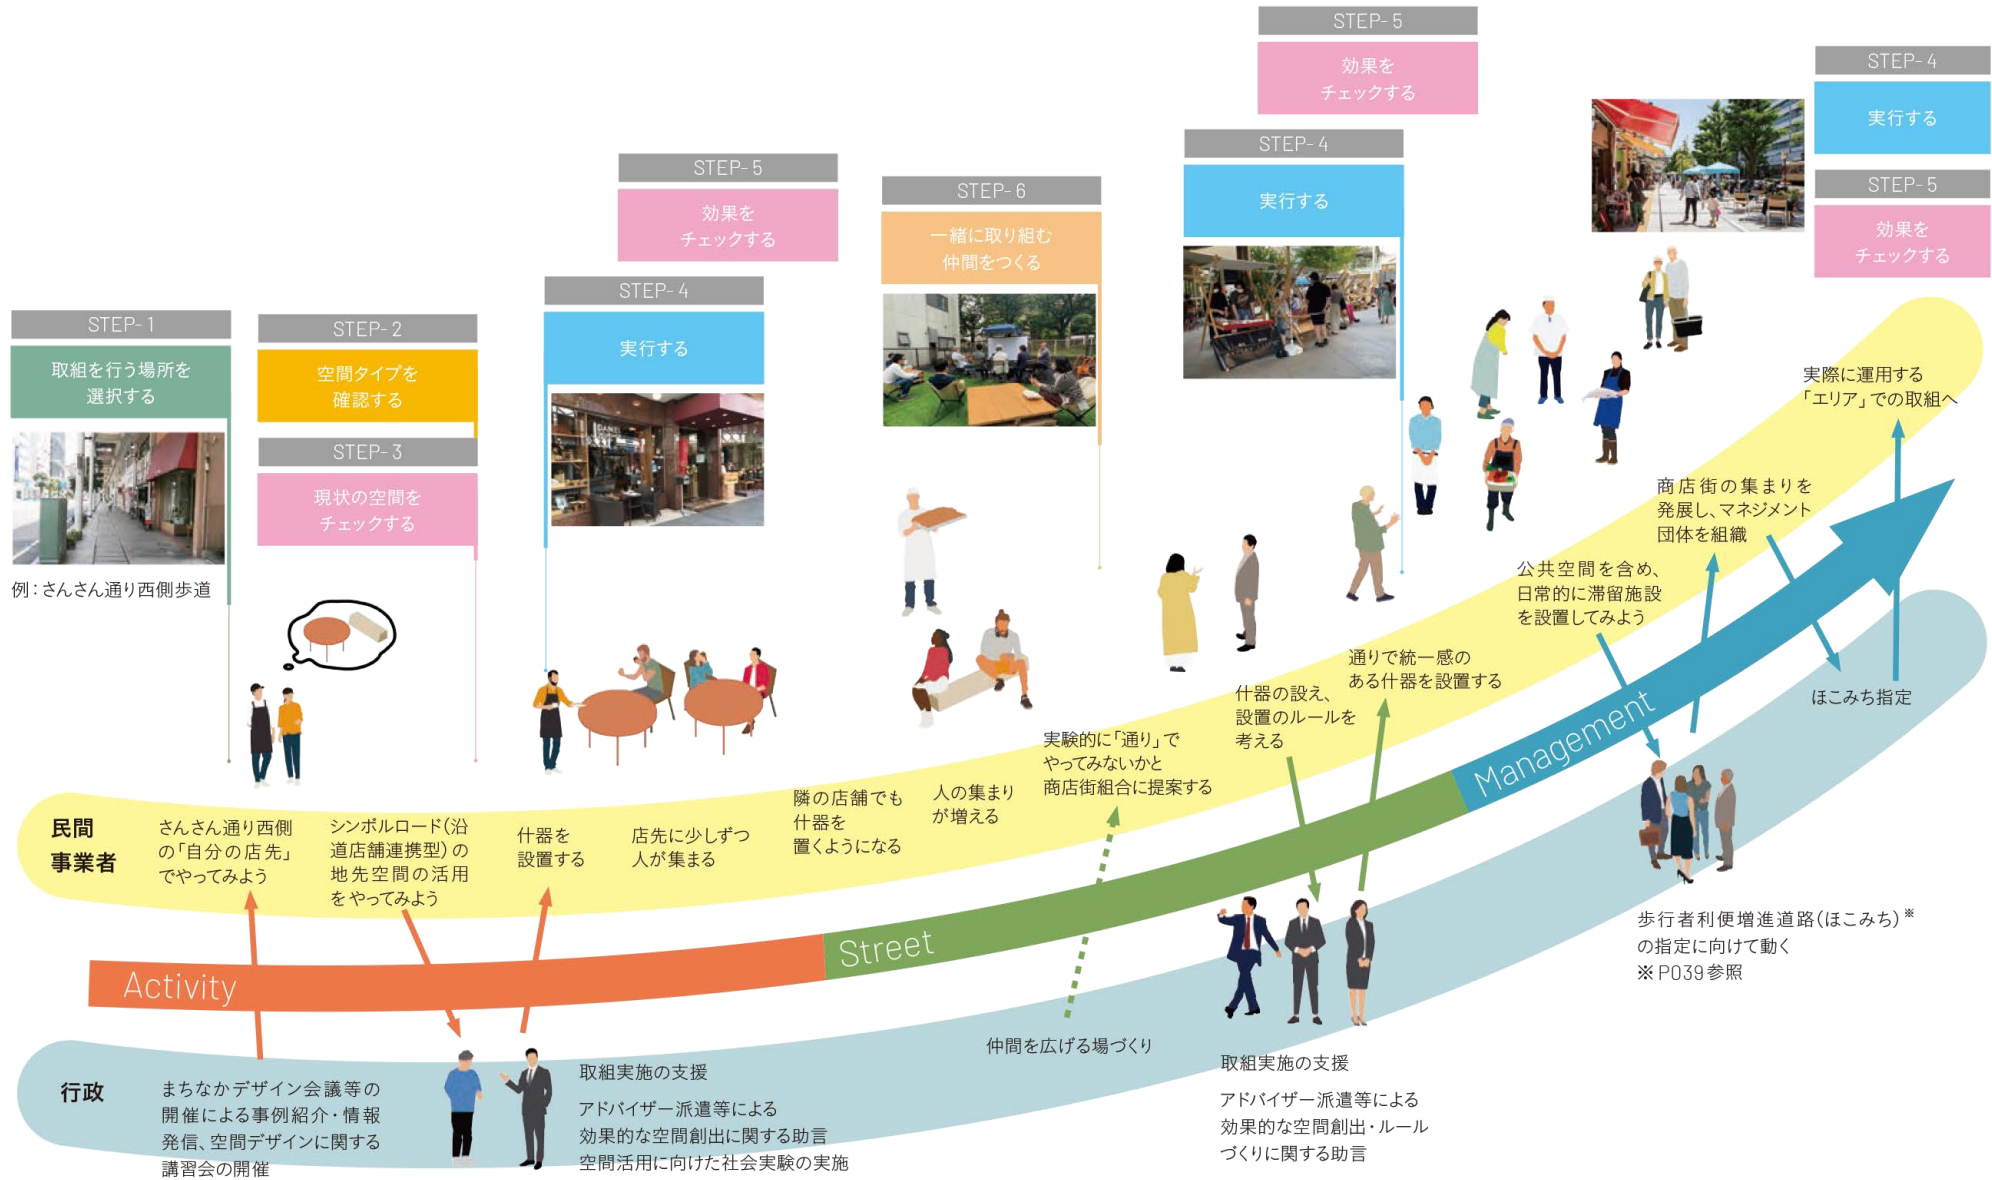 STEP-1
取組を行う場所を
選択する
例：さんさん通り西側歩道
STEP-2
空間タイプを
確認する
STEP-3
現状の空間を
チェックする
STEP-4
実行する
STEP-5
効果を
チェックする
STEP-6
一緒に取り組む
仲間をつくる
STEP-4
実行する
STEP-5
効果を
チェックする
STEP-4
実行する
STEP-5
効果を
チェックする
民間
事業者
さんさん通り西側
の「自分の店先」
でやってみよう
シンボルロード（沿
道店舗連携型）の
地先空間の活用
をやってみよう
什器を
設置する
店先に少しずつ
人が集まる
隣の店舗でも
什器を
置くようになる
人の集まり
が増える
実験的に「通り」で
やってみないかと
商店街組合に提案する
什器の設え、
設置のルールを
考える
通りで統一感の
ある什器を設置する
公共空間を含め、
日常的に滞留施設
を設置してみよう
商店街の集まりを
発展し、マネジメント
団体を組織
実際に運用する
「エリア」での取組へ
Activity
Street
Management
行政
まちなかデザイン会議等の
開催による事例紹介・情報
発信、空間デザインに関する
講習会の開催
取組実施の支援
アドバイザー派遣等による
効果的な空間創出に関する助言
空間活用に向けた社会実験の実施
仲間を広げる場づくり
取組実施の支援
アドバイザー派遣等による
効果的な空間創出・ルール
づくりに関する助言
歩行者利便増進道路（ほこみち）※
の指定に向けて動く
※P039参照
ほこみち指定